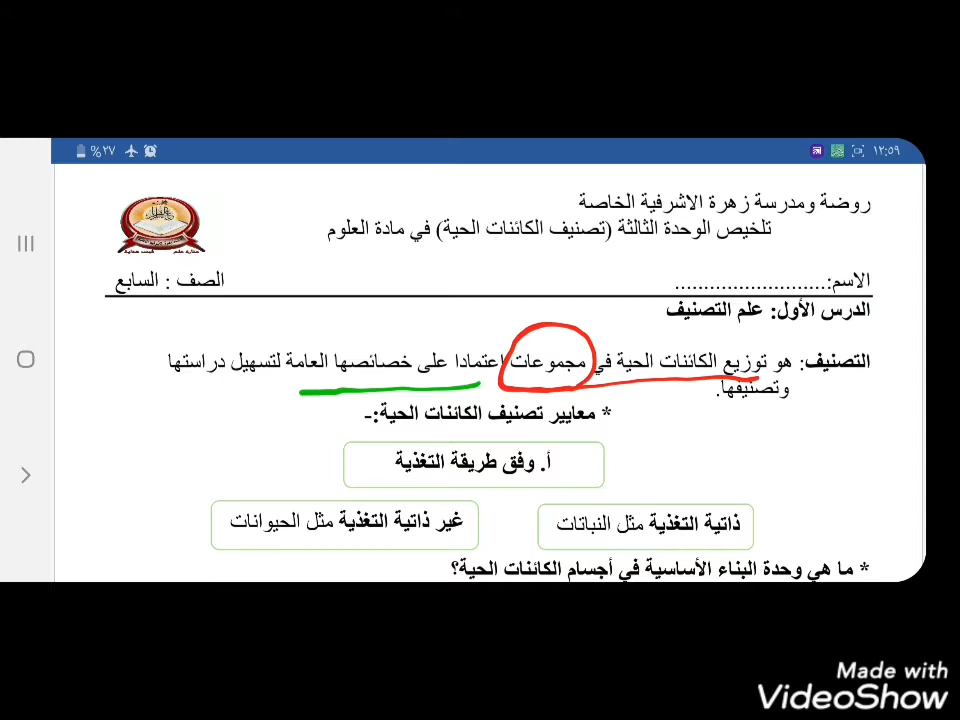 ١٢:٥٩
%٢٧
روضة ومدرسة زهرة الاشرفية الخاصة
تلخيص الوحدة الثالثة (تصنيف الكائنات الحية) في مادة العلوم
الاسم:.......................... الصف : السابع
الدرس الأول: علم التصنيف
التصنيف: هو توزيع الكائنات الحية في مجموعات اعتمادا على خصائصها العامة لتسهيل دراستها
وتصنيفها.
* معايير تصنيف الكائنات الحية:-
أ. وفق طريقة التغذية
ذاتية التغذية مثل النباتات
غير ذاتية التغذية مثل الحيوانات
* ما هي وحدة البناء الأساسية في أجسام الكائنات الحية؟
Made with
VideoShow